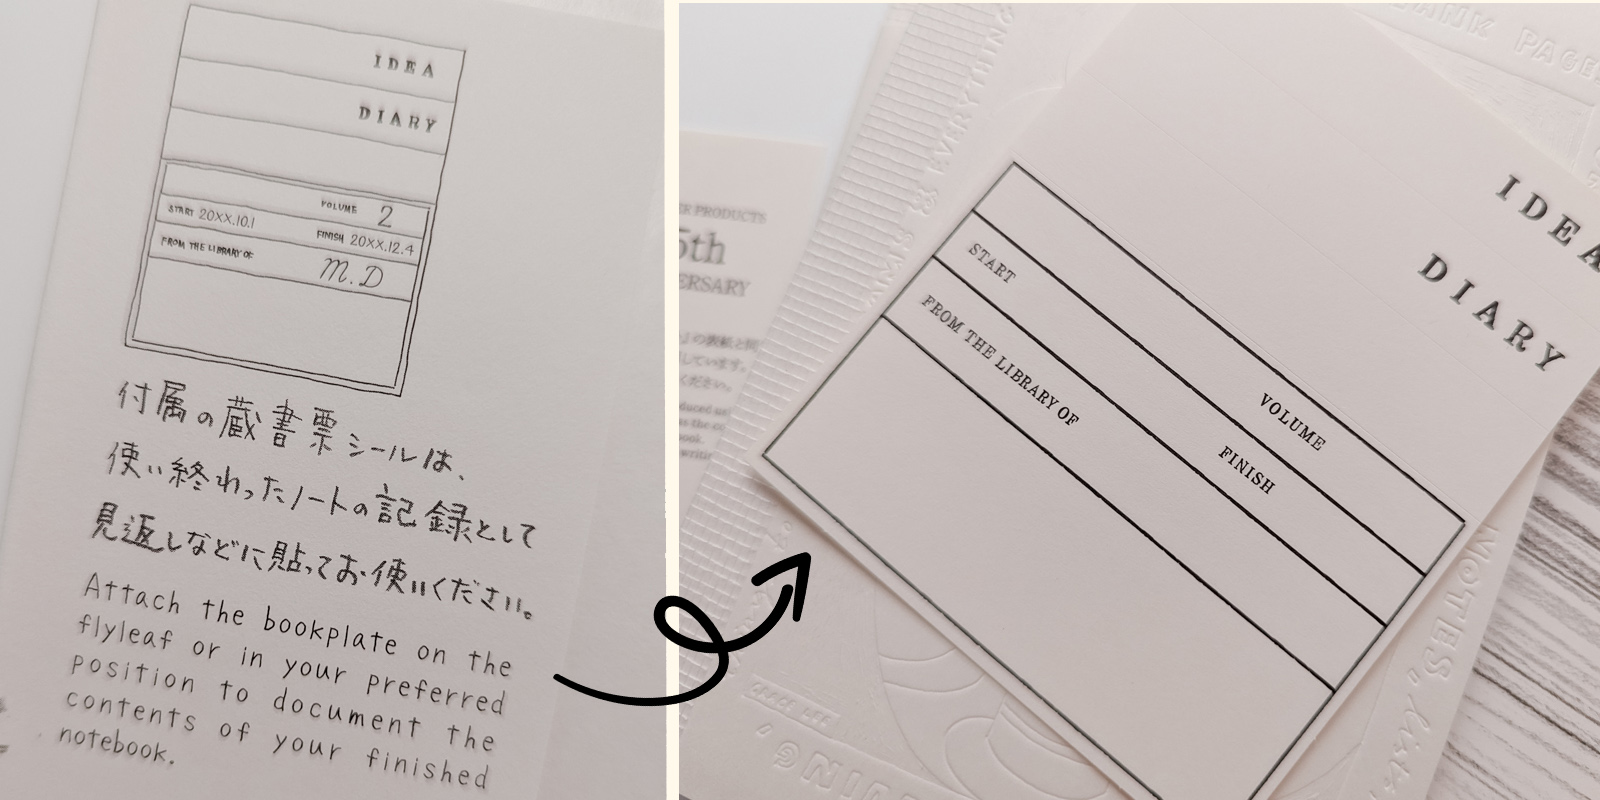 IDEA
DIARY
VOLUME 2
START 20XX.10.1 FINISH 20XX.12.4
FROM THE LIBRARY OF M.D
付属の蔵書票シールは、
使い終わったノートの記録として
見返しなどに貼ってお使いください。
Attach the bookplate on the
flyleaf or in your preferred
position to document the
contents of your finished
notebook.
PRODUCTS
5th
IDEA
DIARY
VOLUME
START FINISH
FROM THE LIBRARY OF
EVERYTHING
NOTES